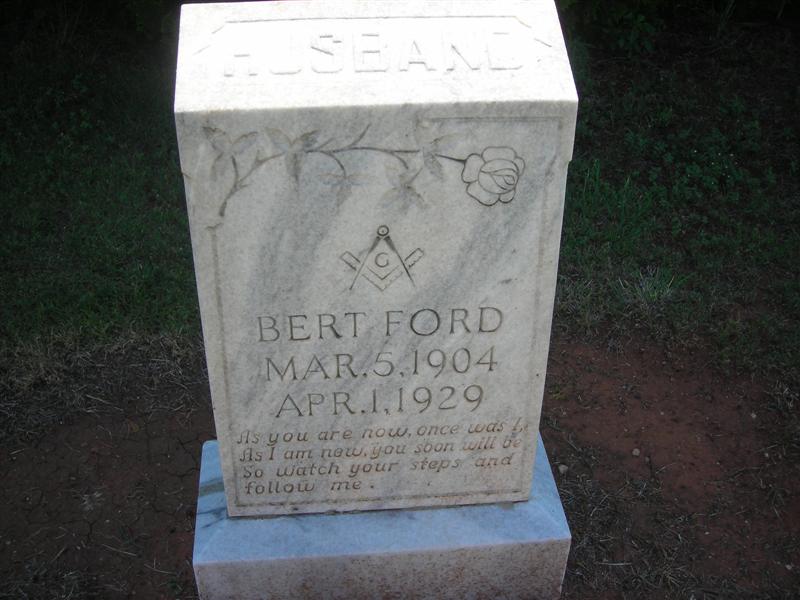 HUSBAND
G
BERT FORD
MAR. 5, 1904
APR. 1, 1929
As you are now, once was I,
As I am now, you soon will be
So watch your steps and
follow me.